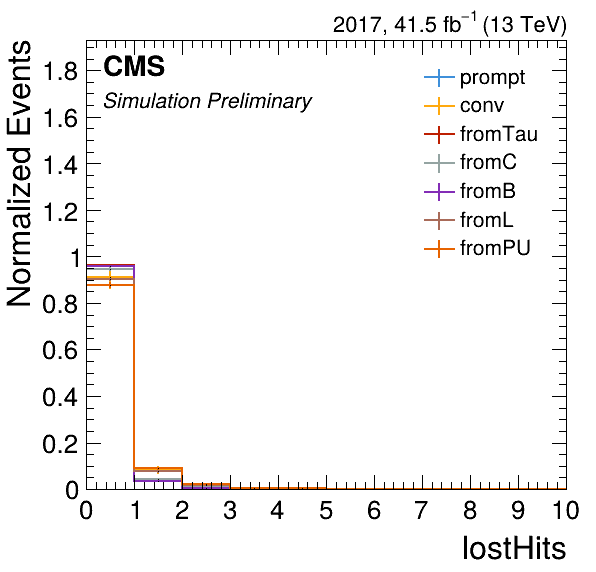 2017, 41.5 fb⁻¹ (13 TeV)
CMS
Simulation Preliminary
Normalized Events
1.8
1.6
1.4
1.2
1
0.8
0.6
0.4
0.2
0
prompt
conv
fromTau
fromC
fromB
fromL
fromPU
0 1 2 3 4 5 6 7 8 9 10
lostHits